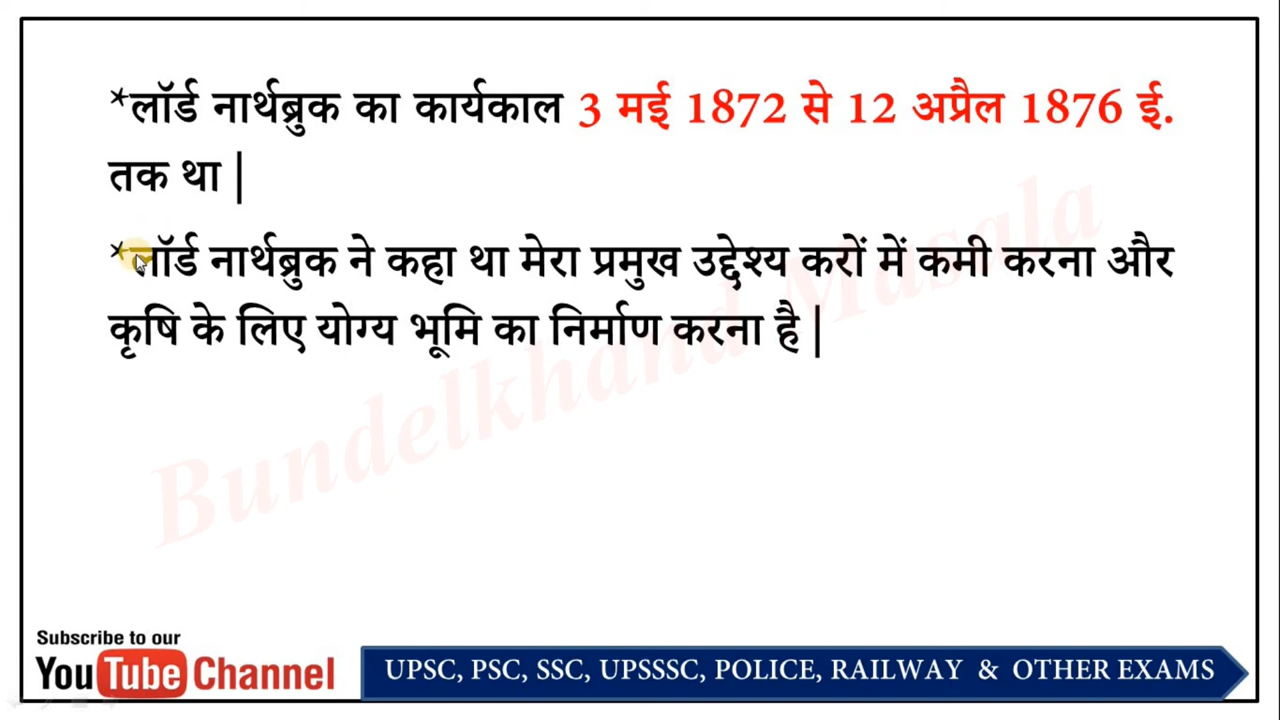 *लॉर्ड नार्थब्रुक का कार्यकाल 3 मई 1872 से 12 अप्रैल 1876 ई.
तक था |
*लॉर्ड नार्थब्रुक ने कहा था मेरा प्रमुख उद्देश्य करों में कमी करना और
कृषि के लिए योग्य भूमि का निर्माण करना है |
Bundelkhand Masala
Subscribe to our
YouTube Channel
UPSC, PSC, SSC, UPSSSC, POLICE, RAILWAY & OTHER EXAMS